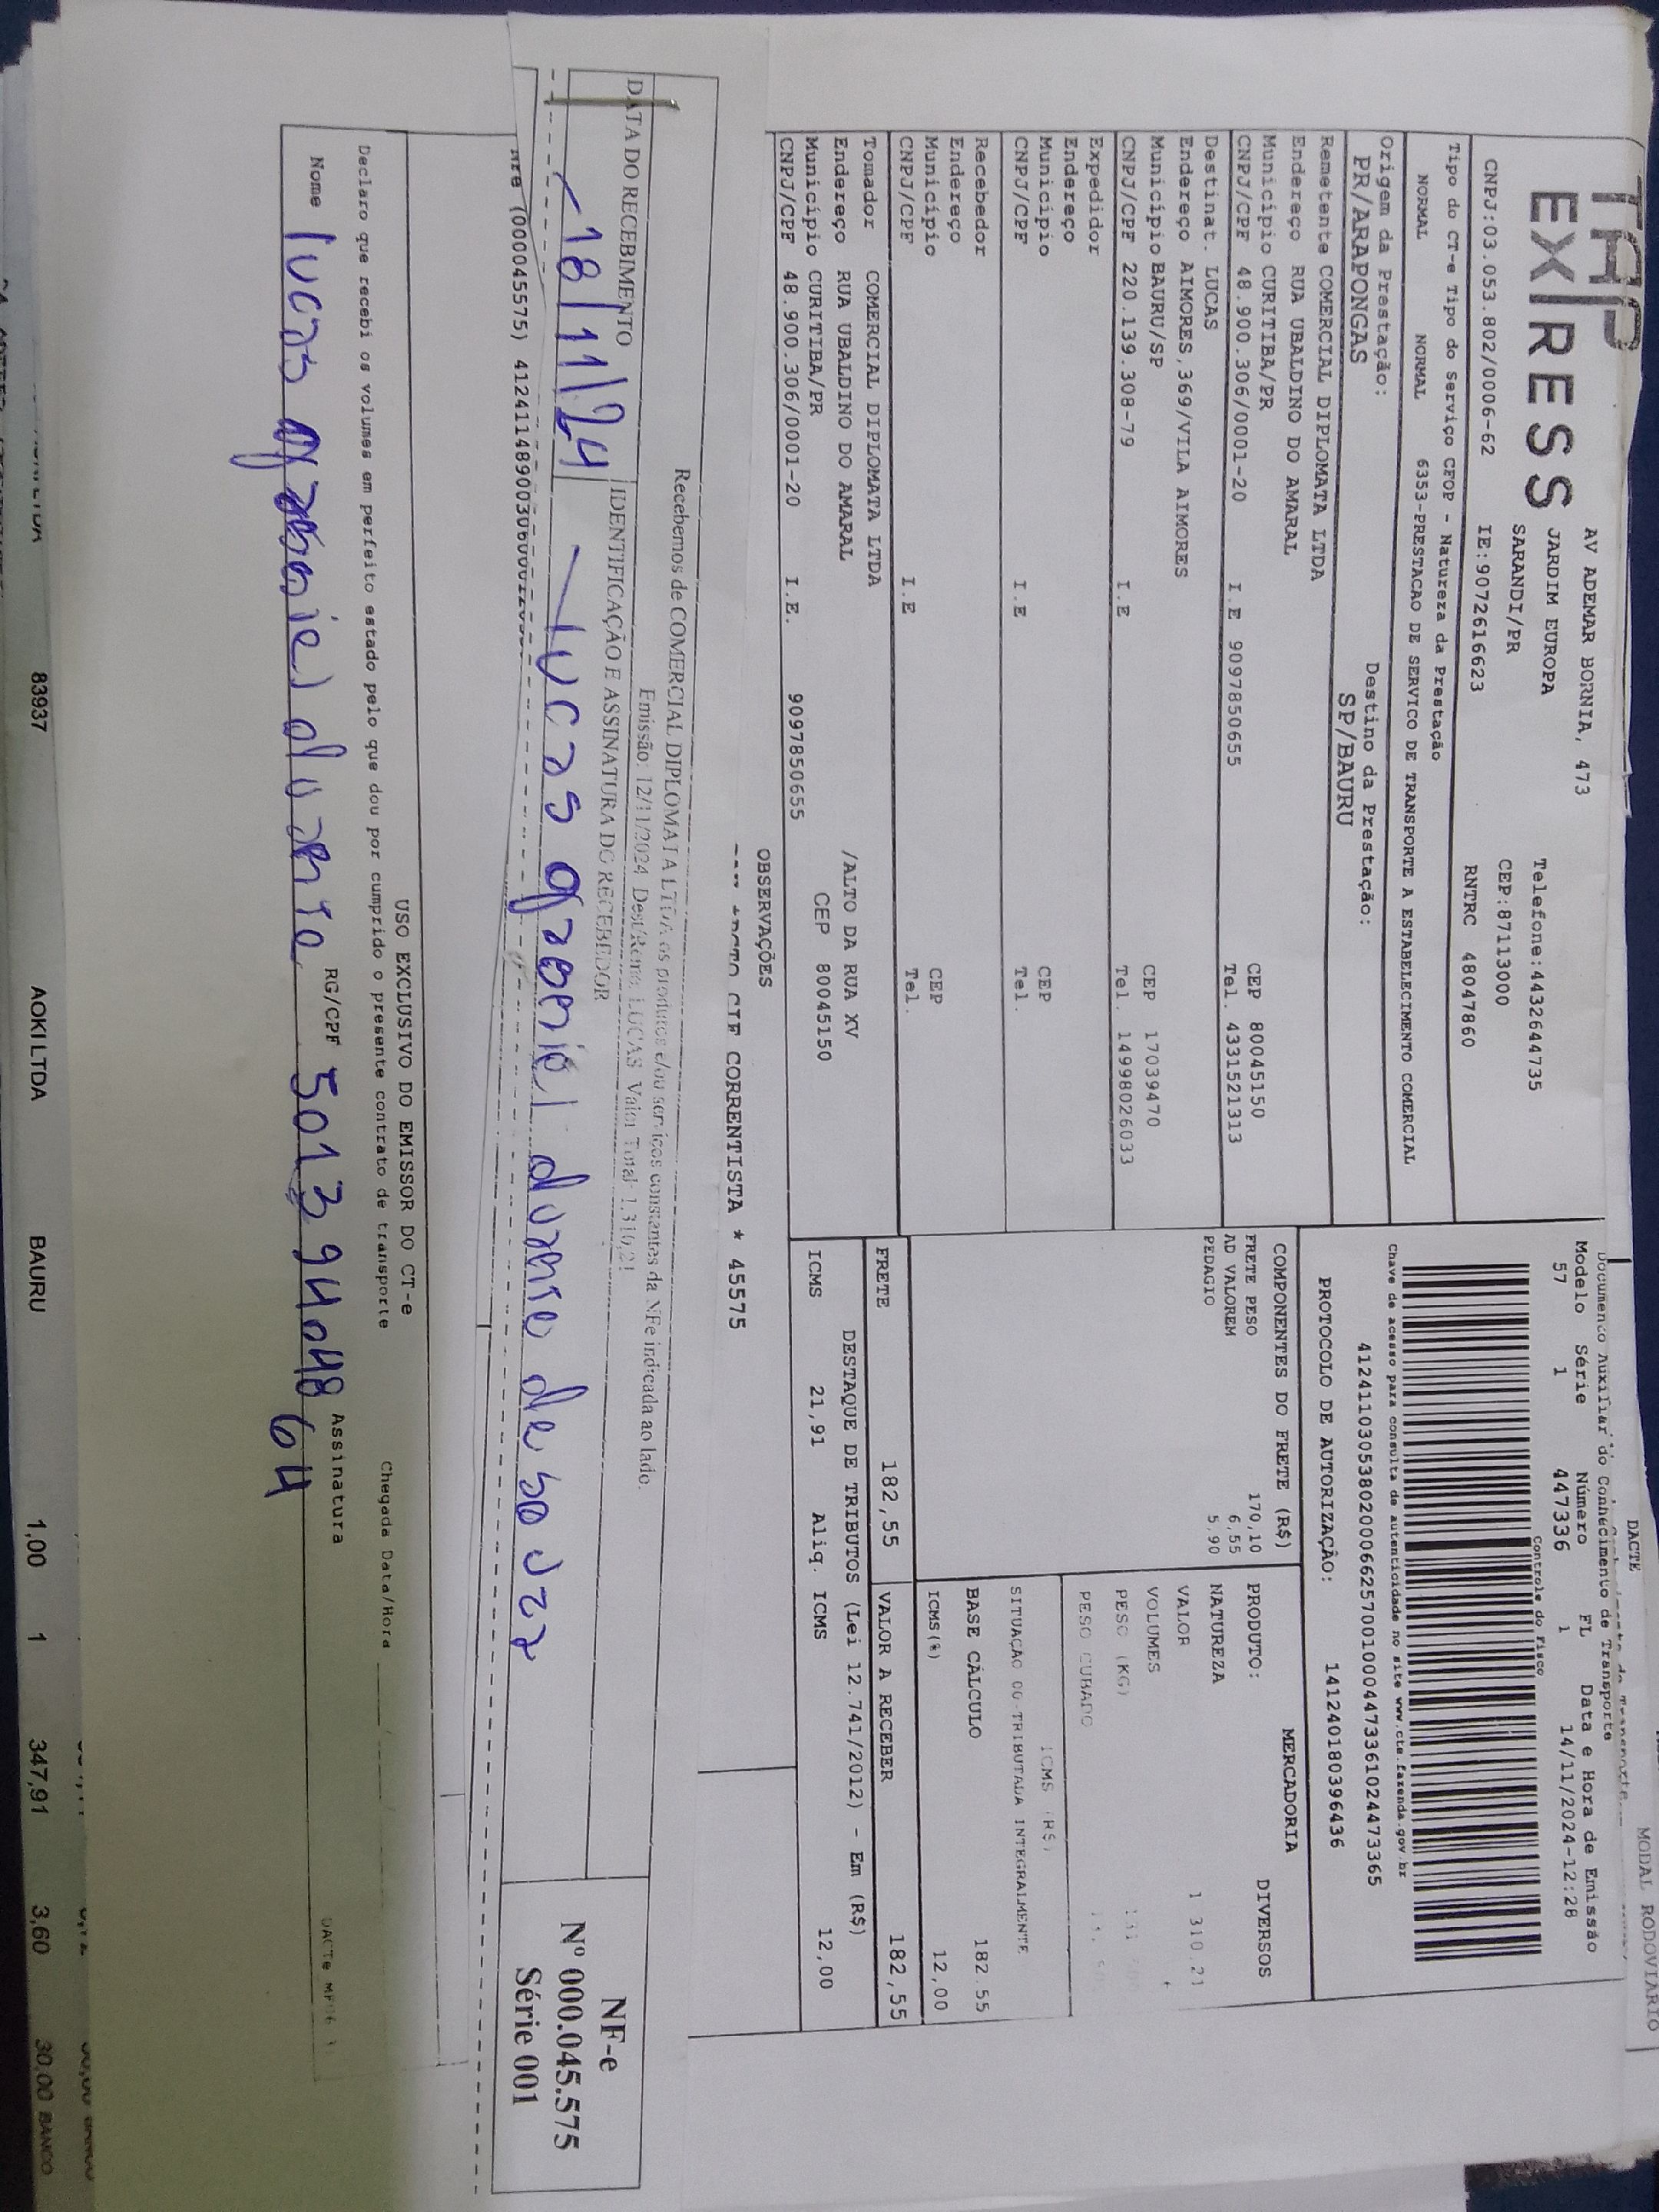 MODAL RODOVIARIO
DACTE
Documento Auxiliar do Conhecimento de Transporte
TAP
EXPRESS
AV ADEMAR BORNIA, 473
JARDIM EUROPA
SARANDI/PR
Telefone:4432644735
CEP:87113000
CNPJ:03.053.802/0006-62 IE:9072616623 RNTRC 48047860
Modelo Série Número FL Data e Hora de Emissão
57 1 447336 1 14/11/2024-12:28
Controle do Fisco
Chave de acesso para consulta de autenticidade no site www.cte.fazenda.gov.br
41241103053802000662570010004473361024473365
PROTOCOLO DE AUTORIZAÇÃO: 141240180396436
Tipo do CT-e Tipo do Serviço CFOP - Natureza da Prestação
NORMAL NORMAL 6353-PRESTACAO DE SERVICO DE TRANSPORTE A ESTABELECIMENTO COMERCIAL
Origem da Prestação: Destino da Prestação:
PR/ARAPONGAS SP/BAURU
Remetente COMERCIAL DIPLOMATA LTDA
Endereço RUA UBALDINO DO AMARAL
Município CURITIBA/PR CEP 80045150
CNPJ/CPF 48.900.306/0001-20 I.E 9097850655 Tel. 4331521313
Destinat. LUCAS
Endereço AIMORES,369/VILA AIMORES
Município BAURU/SP CEP 17039470
CNPJ/CPF 220.139.308-79 I.E Tel. 14998026033
Expedidor
Endereço
Município CEP
CNPJ/CPF I.E Tel.
Recebedor
Endereço
Município CEP
CNPJ/CPF I.E Tel.
Tomador COMERCIAL DIPLOMATA LTDA
Endereço RUA UBALDINO DO AMARAL /ALTO DA RUA XV
Município CURITIBA/PR CEP 80045150
CNPJ/CPF 48.900.306/0001-20 I.E. 9097850655
COMPONENTES DO FRETE (R$)
FRETE PESO 170,10
AD VALOREM 6,55
PEDAGIO 5,90
MERCADORIA
PRODUTO: DIVERSOS
NATUREZA
VALOR 1 310,21
VOLUMES
PESO (KG)
PESO CUBADO
ICMS (R$)
SITUAÇÃO 00-TRIBUTADA INTEGRALMENTE
BASE CÁLCULO 182,55
ICMS(%) 12,00
FRETE 182,55 VALOR A RECEBER 182,55
DESTAQUE DE TRIBUTOS (Lei 12.741/2012) - Em (R$)
ICMS 21,91 Aliq. ICMS 12,00
OBSERVAÇÕES
CIF CORRENTISTA * 45575
Recebemos de COMERCIAL DIPLOMATA LTDA os produtos e/ou serviços constantes da NFe indicada ao lado.
Emissão: 12/11/2024 Dest/Reme: LUCAS Valor Total: 1.310,21
DATA DO RECEBIMENTO IDENTIFICAÇÃO E ASSINATURA DO RECEBEDOR
18/11/24 lucas gabriel duarte de souza
NF-e
Nº 000.045.575
Série 001
USO EXCLUSIVO DO EMISSOR DO CT-e
Chegada Data/Hora
Declaro que recebi os volumes em perfeito estado pelo que dou por cumprido o presente contrato de transporte
Nome lucas gabriel duarte RG/CPF 50139404864 Assinatura
83937 AOKI LTDA BAURU 1,00 1 347,91 3,60 30,00 BANCO